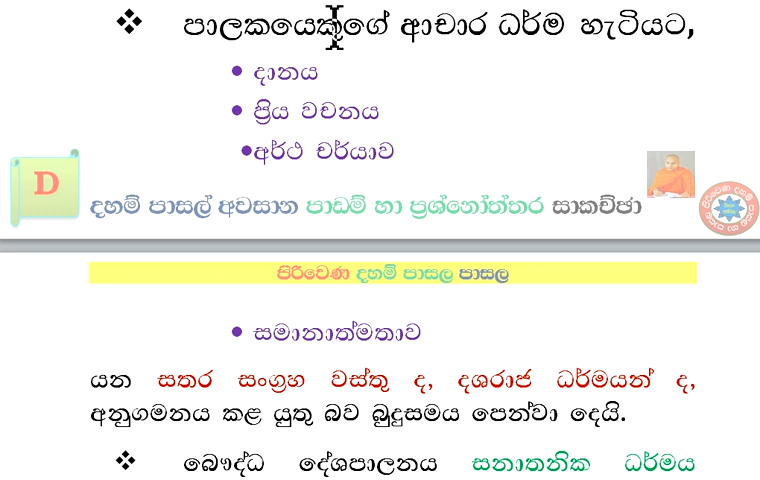 ❖ පාලකයෙකුගේ ආචාර ධර්ම හැටියට,
• දානය
• ප්‍රිය වචනය
•අර්ථ චර්යාව
D
දහම් පාසල් අවසාන පාඩම් හා ප්‍රශ්නෝත්තර සාකච්ඡා
පිරිවෙණ දහම් පාසල පාසල
• සමානාත්මතාව
යන සතර සංග්‍රහ වස්තු ද, දශරාජ ධර්මයන් ද,
අනුගමනය කළ යුතු බව බුදුසමය පෙන්වා දෙයි.
❖ බෞද්ධ දේශපාලනය සනාතනික ධර්මය